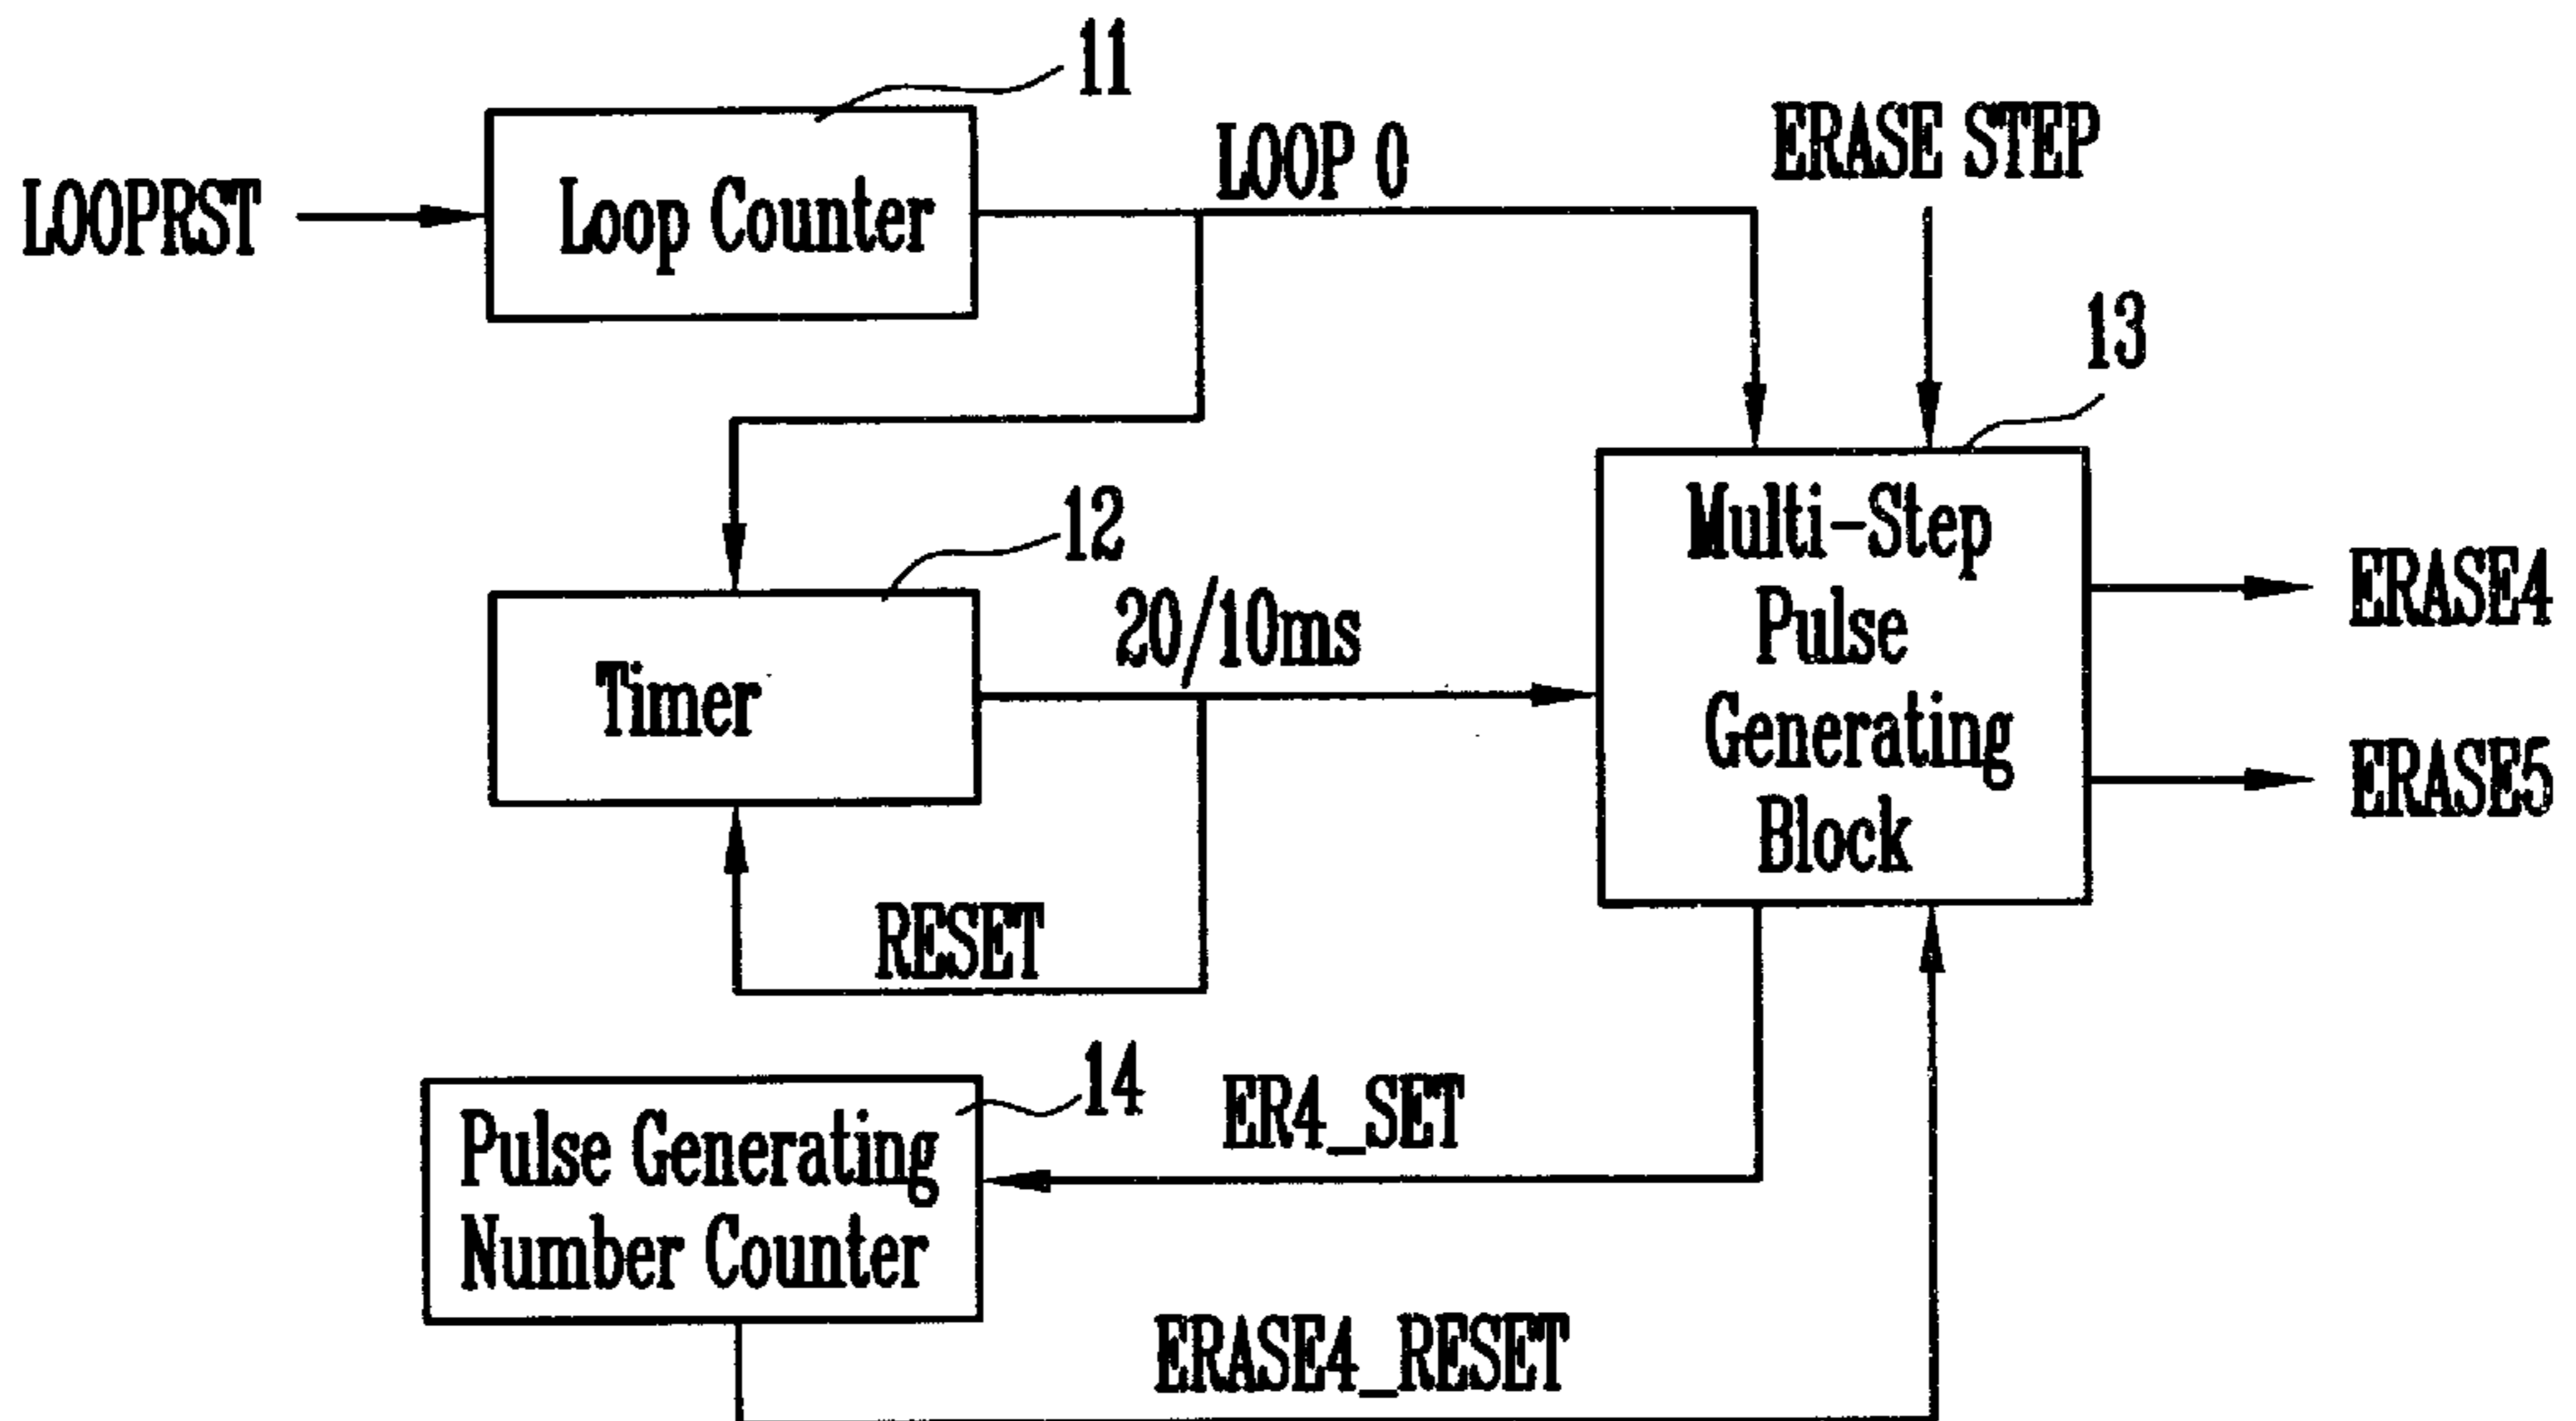 11
LOOPRST
Loop Counter
LOOP 0
ERASE STEP
13
12
Timer
20/10ms
Multi-Step
Pulse
Generating
Block
ERASE4
ERASE5
RESET
14
Pulse Generating
Number Counter
ER4_SET
ERASE4_RESET